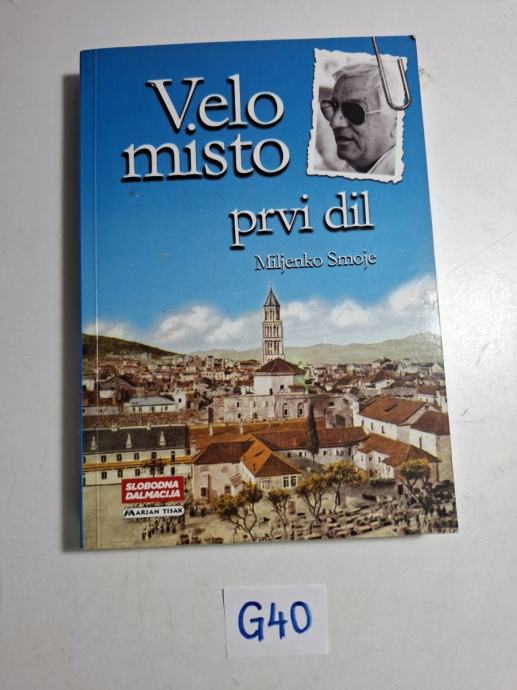 Velo
misto
prvi dil
Miljenko Smoje
SLOBODNA
DALMACIJA
MARJAN TISAK
G40